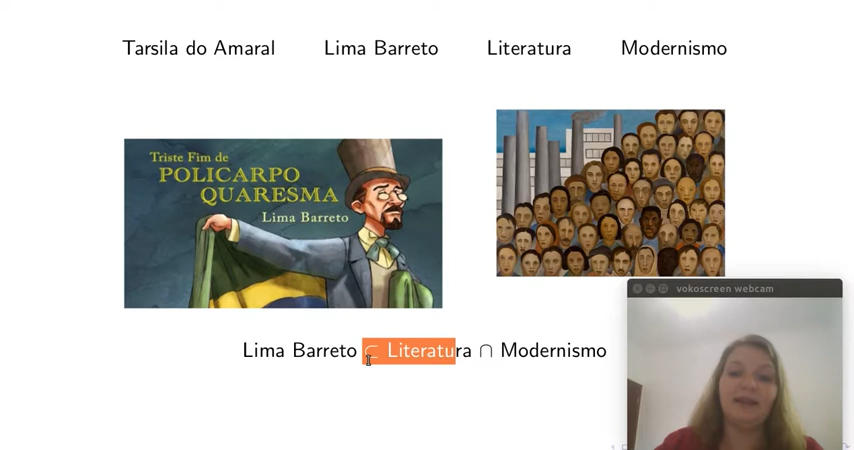 Tarsila do Amaral Lima Barreto Literatura Modernismo
Triste Fim de
POLICARPO
QUARESMA
Lima Barreto
vokoscreen webcam
Lima Barreto ⊆ Literatura ∩ Modernismo